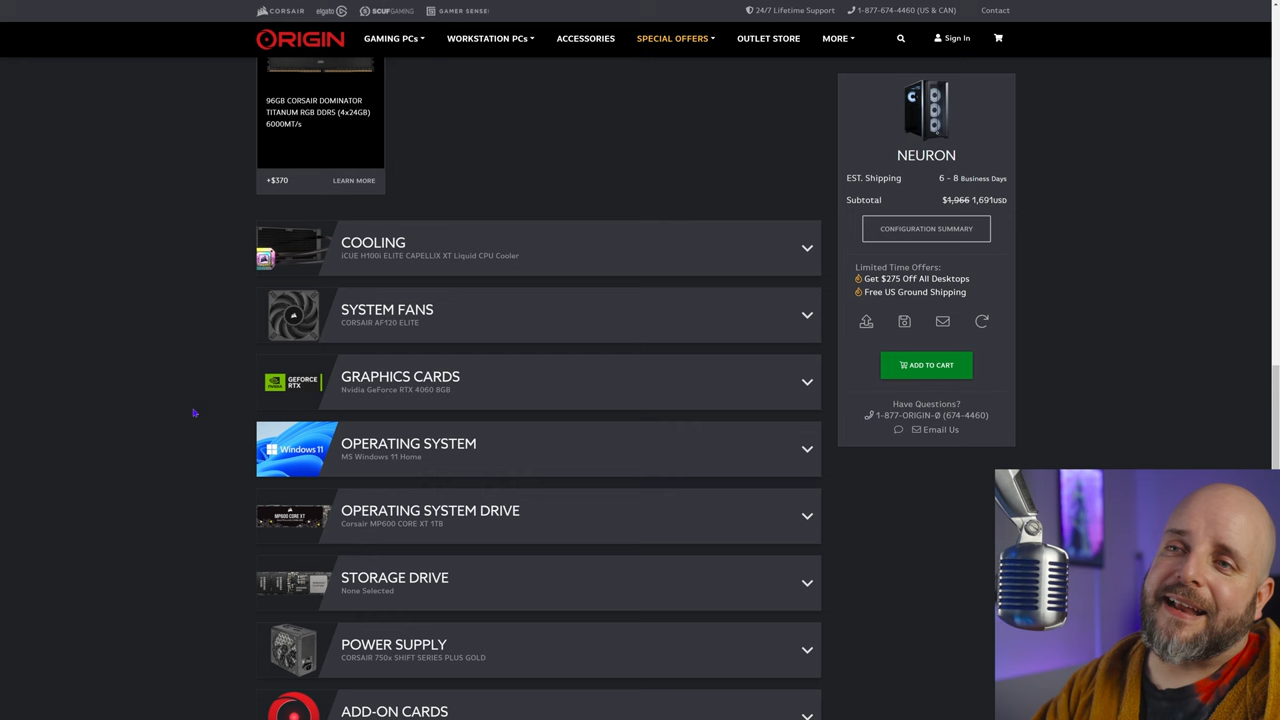 CORSAIR elgato SCUF GAMING GAMER SENSEI 24/7 Lifetime Support 1-877-674-4460 (US & CAN) Contact
ORIGIN GAMING PCs WORKSTATION PCs ACCESSORIES SPECIAL OFFERS OUTLET STORE MORE Sign In
96GB CORSAIR DOMINATOR
TITANUM RGB DDR5 (4x24GB)
6000MT/s
+$370 LEARN MORE
COOLING
iCUE H100i ELITE CAPELLIX XT Liquid CPU Cooler
SYSTEM FANS
CORSAIR AF120 ELITE
GEFORCE
RTX
NVIDIA
GRAPHICS CARDS
Nvidia GeForce RTX 4060 8GB
Windows 11
OPERATING SYSTEM
MS Windows 11 Home
MP600 CORE XT
OPERATING SYSTEM DRIVE
Corsair MP600 CORE XT 1TB
STORAGE DRIVE
None Selected
POWER SUPPLY
CORSAIR 750x SHIFT SERIES PLUS GOLD
ADD-ON CARDS
NEURON
EST. Shipping 6 - 8 Business Days
Subtotal $1,966 1,691USD
CONFIGURATION SUMMARY
Limited Time Offers:
Get $275 Off All Desktops
Free US Ground Shipping
ADD TO CART
Have Questions?
1-877-ORIGIN-0 (674-4460)
Email Us